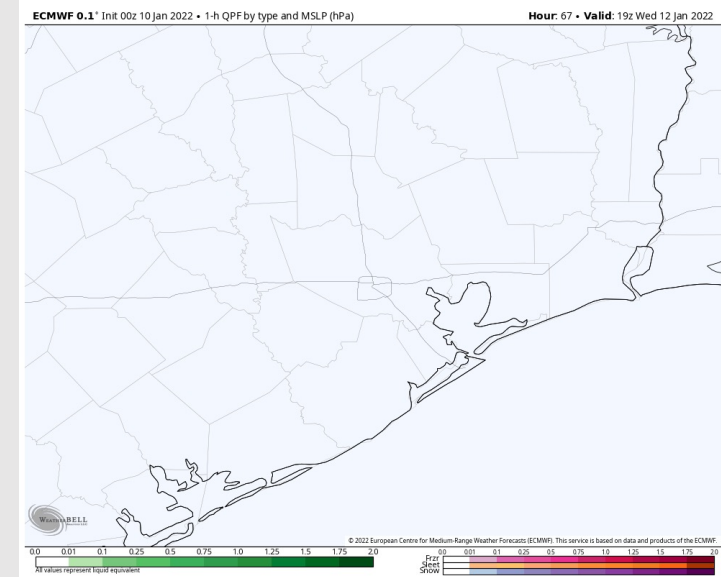 ECMWF 0.1° Init 00z 10 Jan 2022 • 1-h QPF by type and MSLP (hPa)
Hour: 67 • Valid: 19z Wed 12 Jan 2022
WEATHERBELL
© 2022 European Centre for Medium-Range Weather Forecasts (ECMWF). This service is based on data and products of the ECMWF.
0.0 0.01 0.1 0.25 0.5 0.75 1.0 1.25 1.5 1.75 2.0
All values represent liquid equivalent
0.0 0.01 0.1 0.25 0.5 0.75 1.0 1.25 1.5 1.75 2.0
Frz
Sleet
Snow